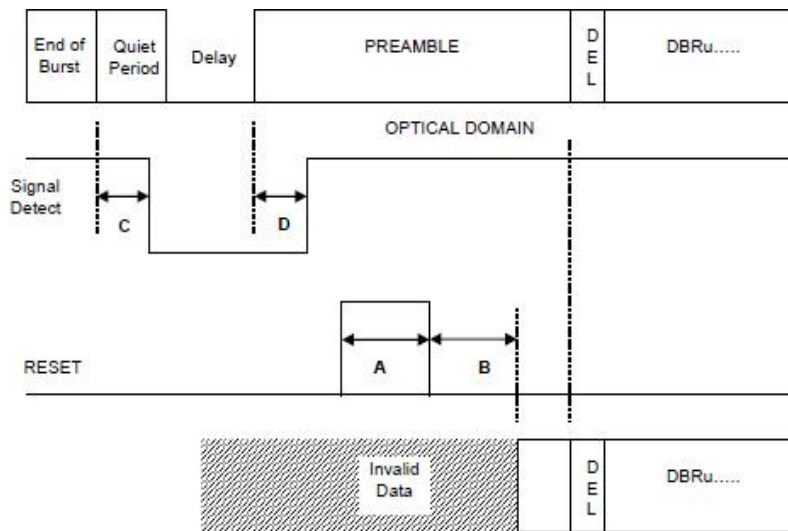 End of
Burst
Quiet
Period
Delay
PREAMBLE
D
E
L
DBRu.....
OPTICAL DOMAIN
Signal
Detect
C
D
RESET
A
B
Invalid
Data
D
E
L
DBRu.....